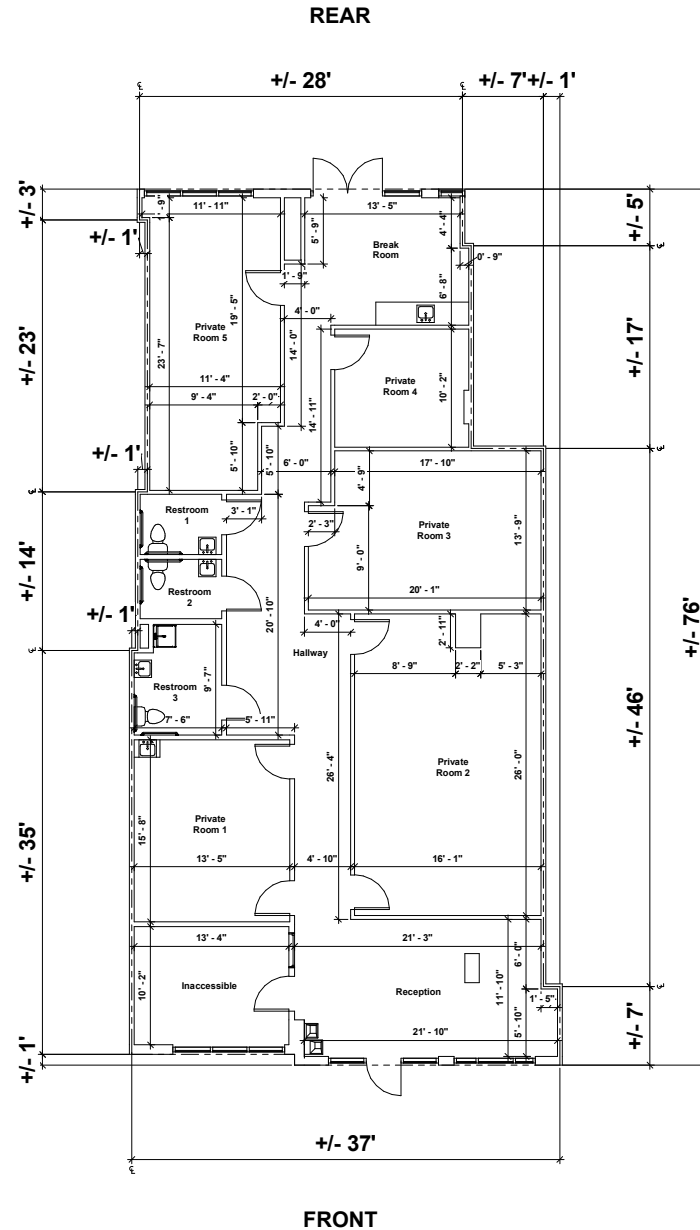 REAR
+/- 28'
+/- 7'
+/- 1'
+/- 3'
+/- 1'
+/- 23'
+/- 1'
+/- 14'
+/- 1'
+/- 35'
+/- 1'
+/- 5'
+/- 17'
+/- 76'
+/- 46'
+/- 7'
11' - 11"
13' - 5"
5' - 9"
4' - 4"
Break
Room
0' - 9"
1' - 9"
6' - 8"
19' - 5"
4' - 0"
Private
Room 5
23' - 7"
14' - 0"
11' - 4"
9' - 4"
2' - 0"
Private
Room 4
10' - 2"
14' - 11"
5' - 10"
5' - 10"
6' - 0"
17' - 10"
4' - 9"
Restroom
1
3' - 1"
2' - 3"
Private
Room 3
13' - 9"
9' - 0"
Restroom
2
20' - 1"
20' - 10"
4' - 0"
2' - 11"
Hallway
8' - 9"
2' - 2"
5' - 3"
Restroom
3
9' - 7"
7' - 6"
5' - 11"
Private
Room 2
26' - 0"
26' - 4"
Private
Room 1
15' - 8"
13' - 5"
4' - 10"
16' - 1"
13' - 4"
21' - 3"
10' - 2"
Inaccessible
Reception
11' - 10"
6' - 0"
1' - 5"
5' - 10"
21' - 10"
+/- 37'
FRONT